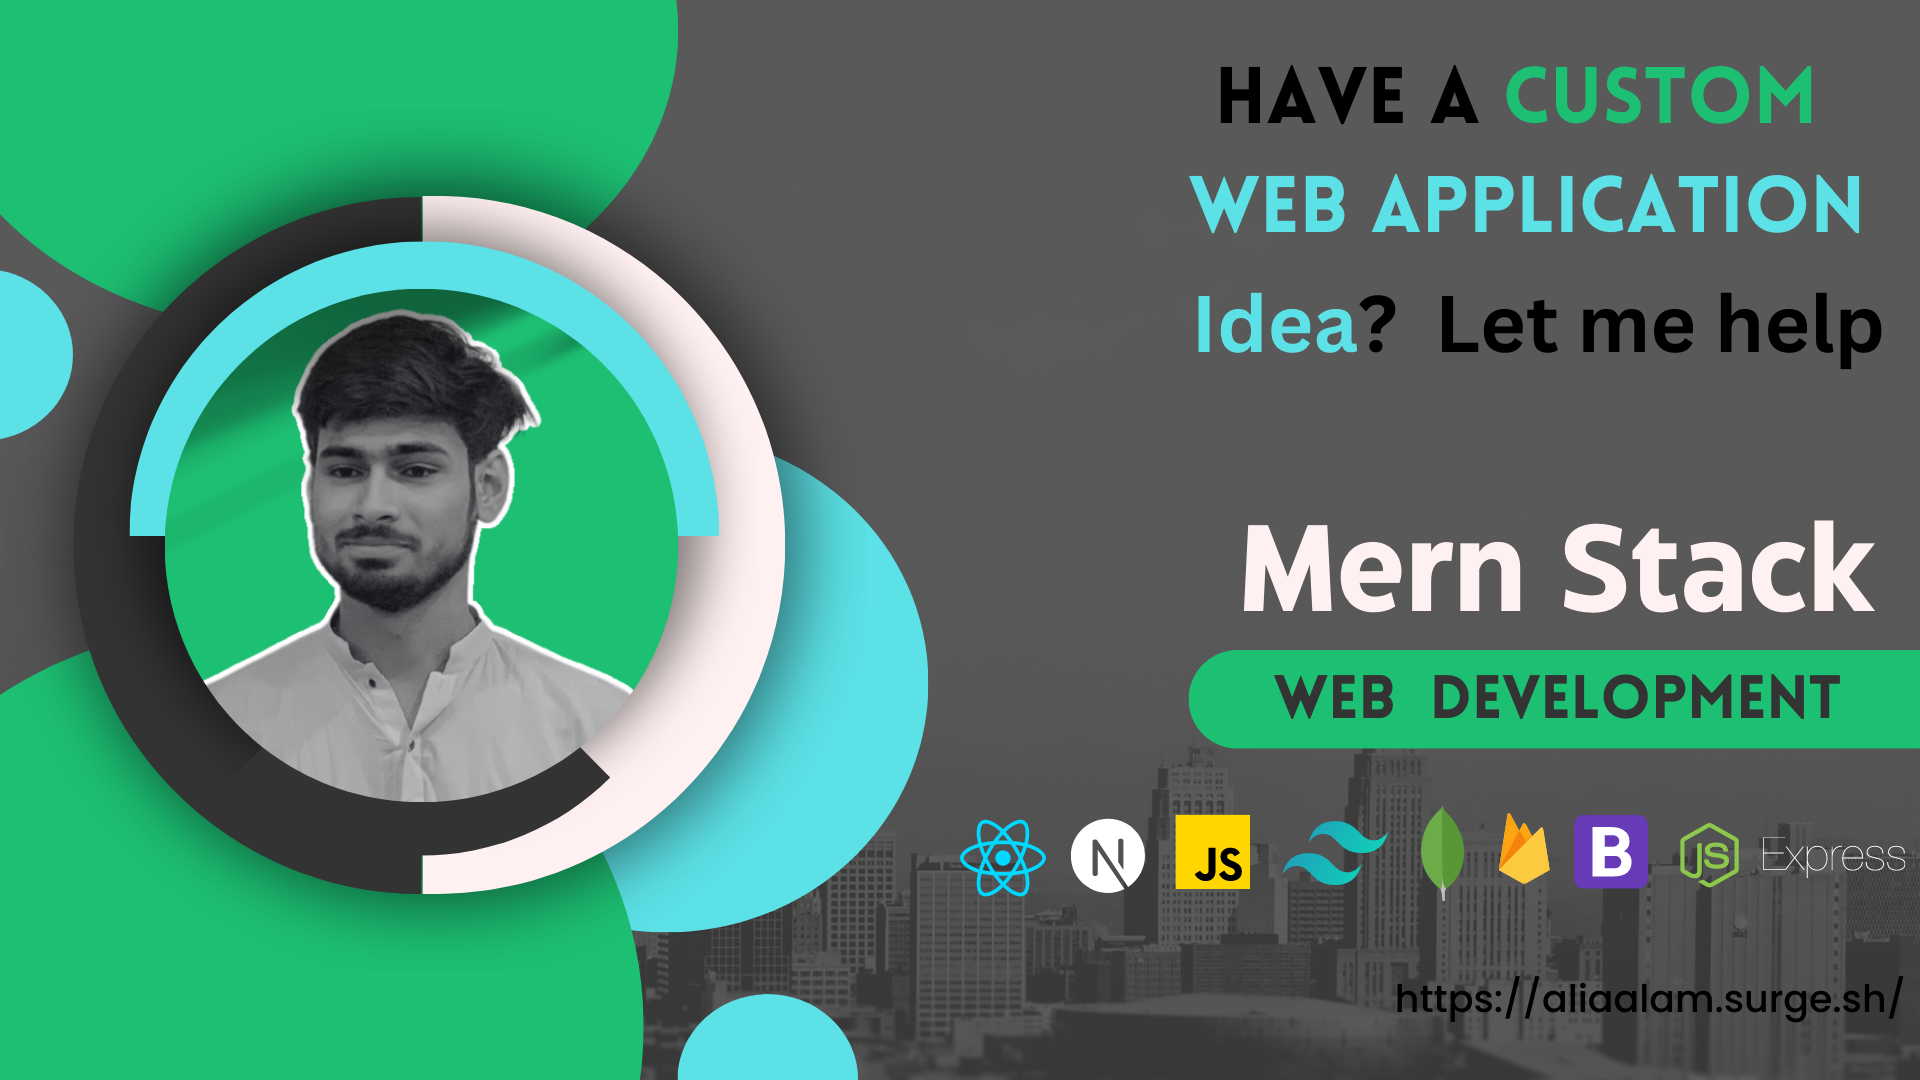 HAVE A CUSTOM
WEB APPLICATION
Idea? Let me help
Mern Stack
WEB DEVELOPMENT
N JS B JS Express
https://aliaalam.surge.sh/